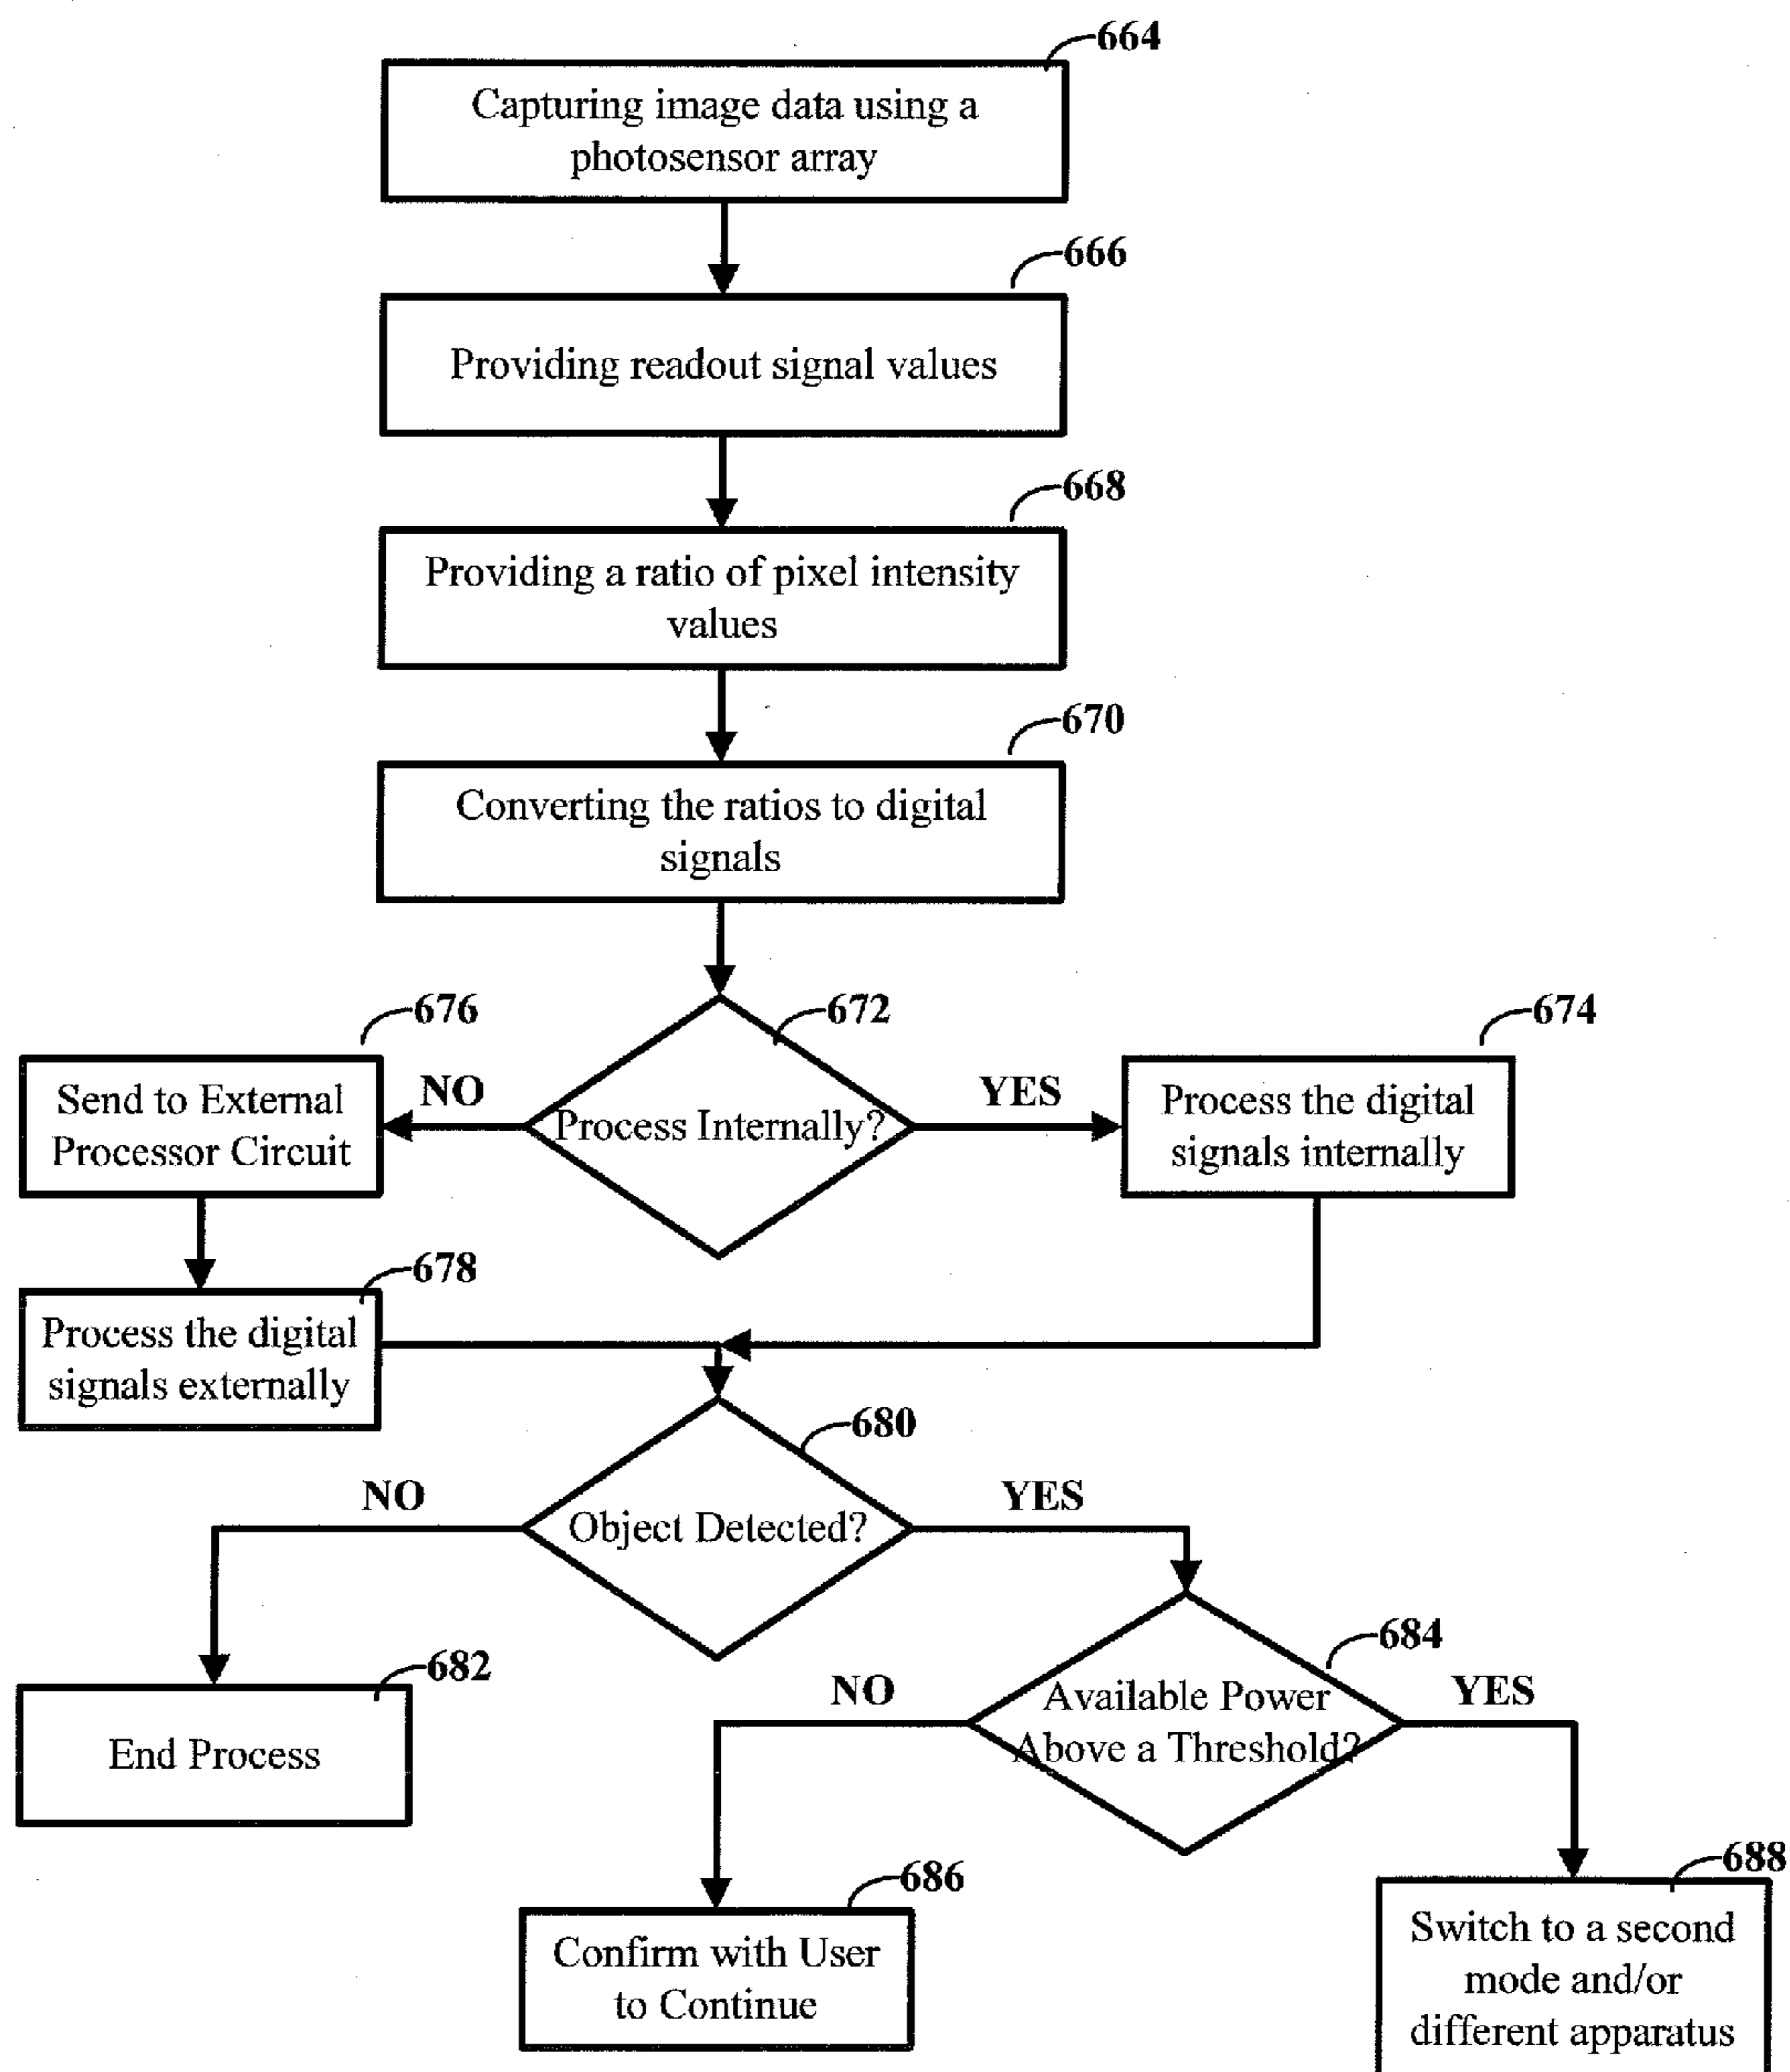 664
Capturing image data using a
photosensor array
666
Providing readout signal values
668
Providing a ratio of pixel intensity
values
670
Converting the ratios to digital
signals
676
672
674
Send to External
Processor Circuit
NO
Process Internally?
YES
Process the digital
signals internally
678
Process the digital
signals externally
680
NO
Object Detected?
YES
682
End Process
684
NO
Available Power
Above a Threshold?
YES
686
Confirm with User
to Continue
688
Switch to a second
mode and/or
different apparatus